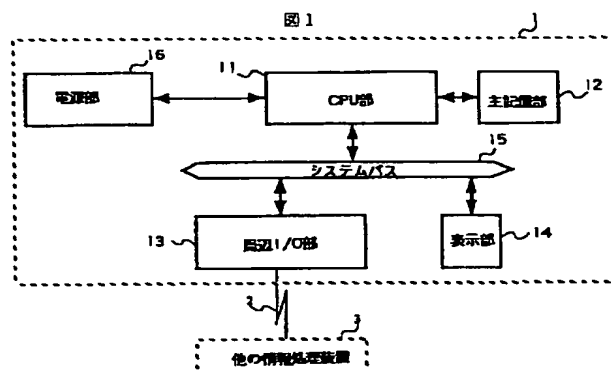 図1
1
16
11
電源部
CPU部
主記憶部
12
15
システムバス
13
周辺I/O部
表示部
14
2
3
他の情報処理装置